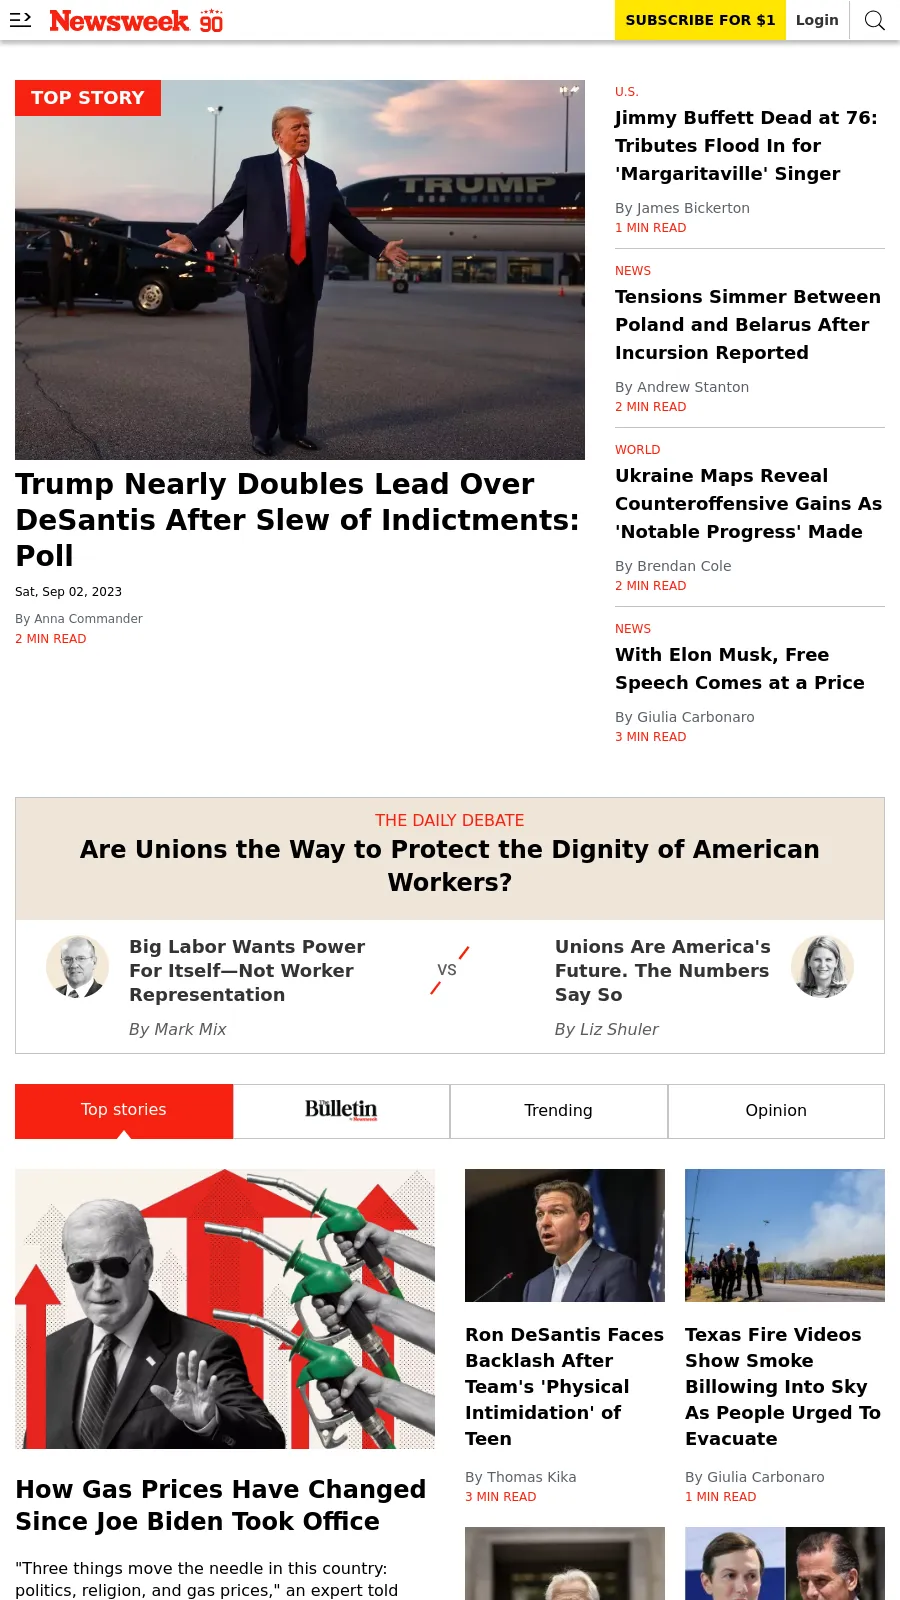 Newsweek 90
SUBSCRIBE FOR $1
Login
TOP STORY
TRUMP
Trump Nearly Doubles Lead Over
DeSantis After Slew of Indictments:
Poll
Sat, Sep 02, 2023
By Anna Commander
2 MIN READ
U.S.
Jimmy Buffett Dead at 76:
Tributes Flood In for
'Margaritaville' Singer
By James Bickerton
1 MIN READ
NEWS
Tensions Simmer Between
Poland and Belarus After
Incursion Reported
By Andrew Stanton
2 MIN READ
WORLD
Ukraine Maps Reveal
Counteroffensive Gains As
'Notable Progress' Made
By Brendan Cole
2 MIN READ
NEWS
With Elon Musk, Free
Speech Comes at a Price
By Giulia Carbonaro
3 MIN READ
THE DAILY DEBATE
Are Unions the Way to Protect the Dignity of American
Workers?
Big Labor Wants Power
For Itself—Not Worker
Representation
By Mark Mix
VS
Unions Are America's
Future. The Numbers
Say So
By Liz Shuler
Top stories
The Bulletin
by Newsweek
Trending
Opinion
How Gas Prices Have Changed
Since Joe Biden Took Office
"Three things move the needle in this country:
politics, religion, and gas prices," an expert told
Ron DeSantis Faces
Backlash After
Team's 'Physical
Intimidation' of
Teen
By Thomas Kika
3 MIN READ
Texas Fire Videos
Show Smoke
Billowing Into Sky
As People Urged To
Evacuate
By Giulia Carbonaro
1 MIN READ